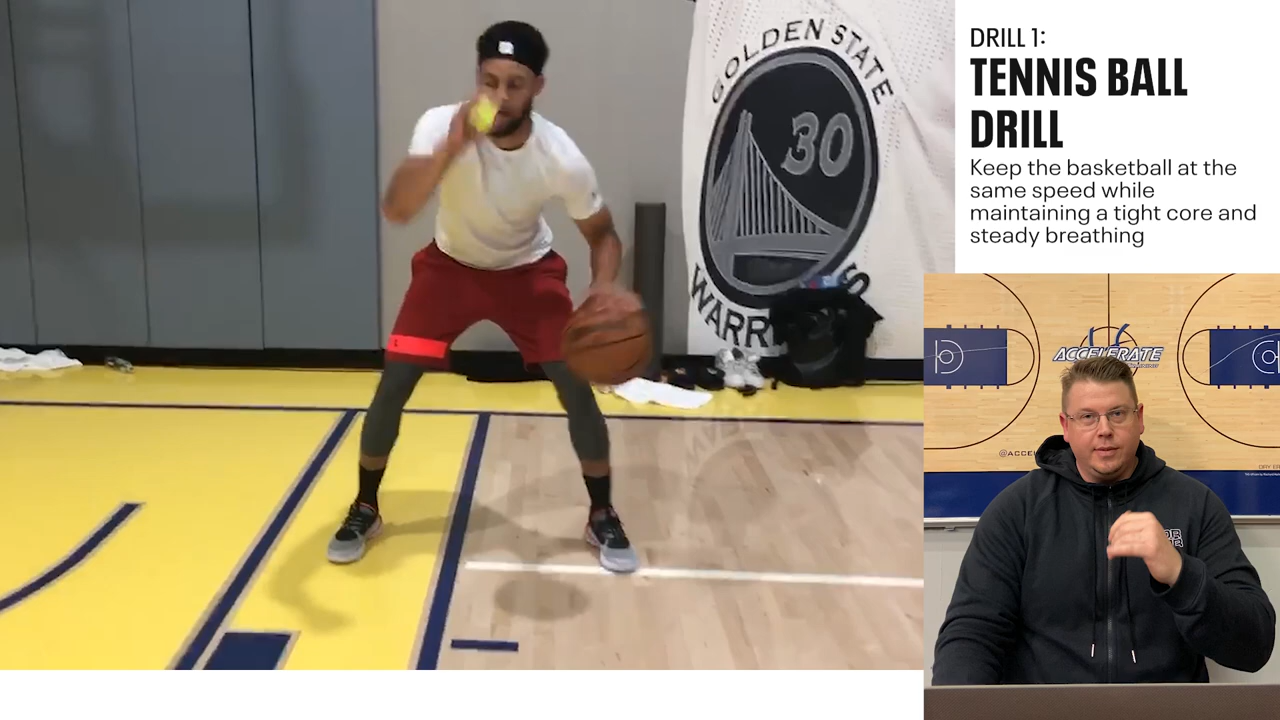 GOLDEN STATE
30
WARRI
S
DRILL 1:
TENNIS BALL
DRILL
Keep the basketball at the
same speed while
maintaining a tight core and
steady breathing
ACCELERATE
@ACCEL